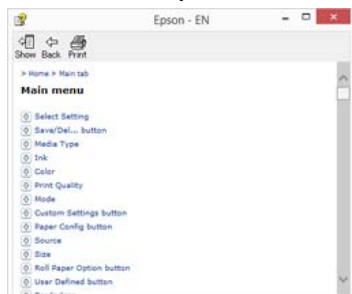 Epson - EN
Show Back Print
> Home > Main tab
Main menu
Select Setting
Save/Del... button
Media Type
Ink
Color
Print Quality
Mode
Custom Settings button
Paper Config button
Source
Size
Roll Paper Option button
User Defined button